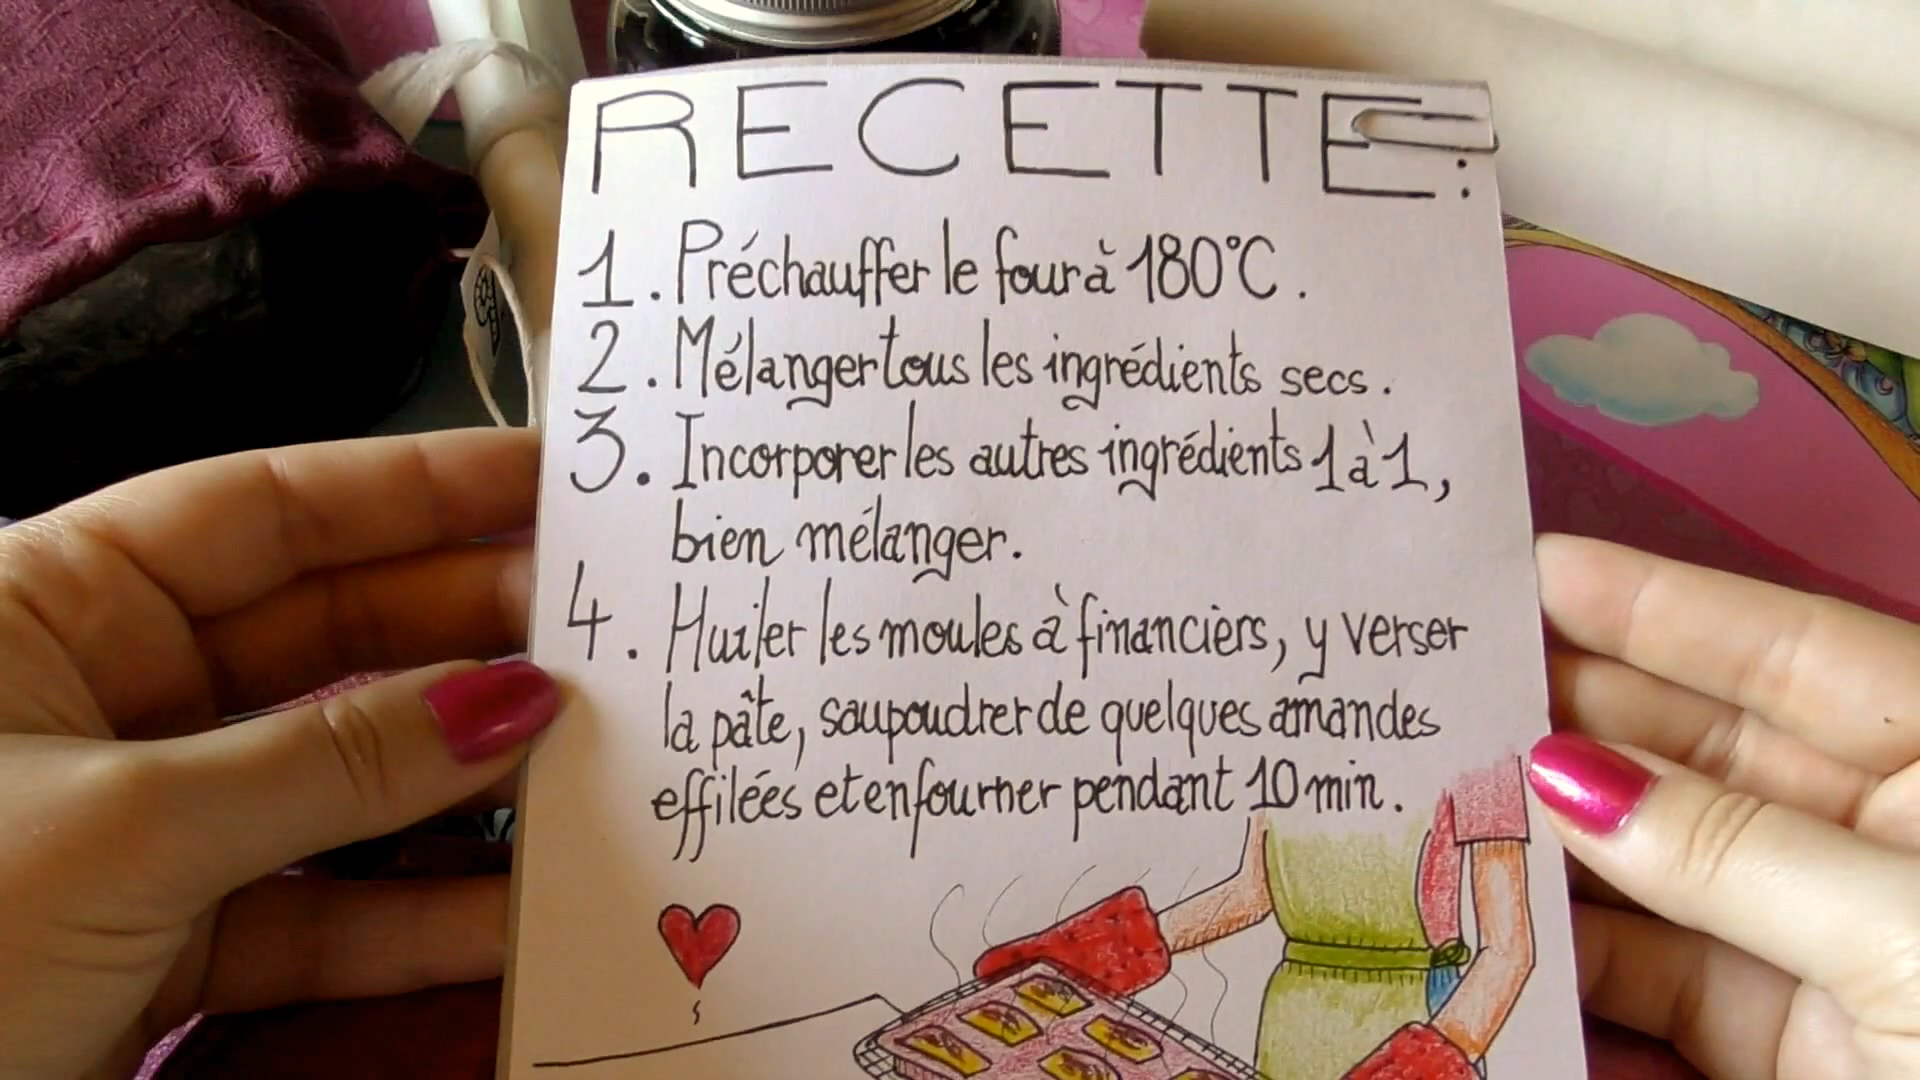 RECETTE:
1. Préchauffer le four à 180°C.
2. Mélanger tous les ingrédients secs.
3. Incorporer les autres ingrédients 1 à 1,
bien mélanger.
4. Huiler les moules à financiers, y verser
la pâte, saupoudrer de quelques amandes
effilées et enfourner pendant 10 min.